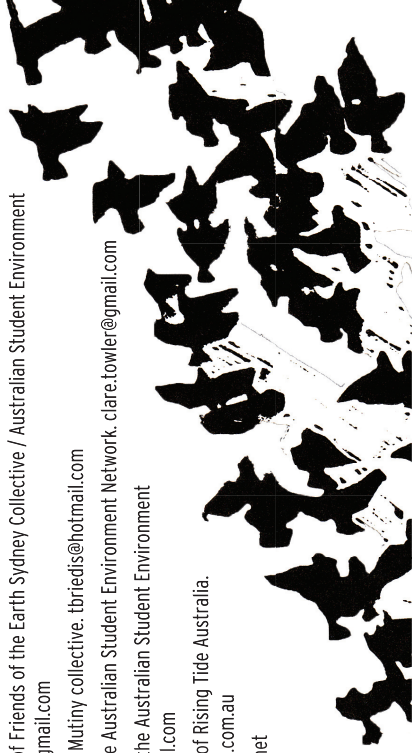 of Friends of the Earth Sydney Collective / Australian Student Environment
gmail.com
Mutiny collective. tbriedis@hotmail.com
e Australian Student Environment Network. clare.towler@gmail.com
the Australian Student Environment
l.com
of Rising Tide Australia.
.com.au
net